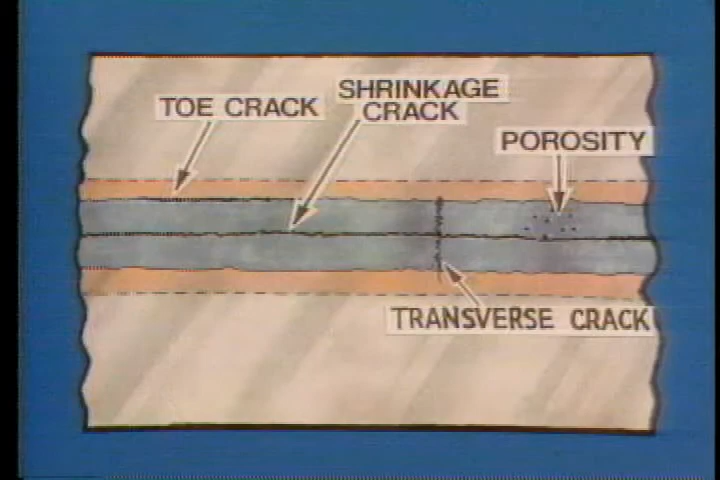 TOE CRACK
SHRINKAGE
CRACK
POROSITY
TRANSVERSE CRACK